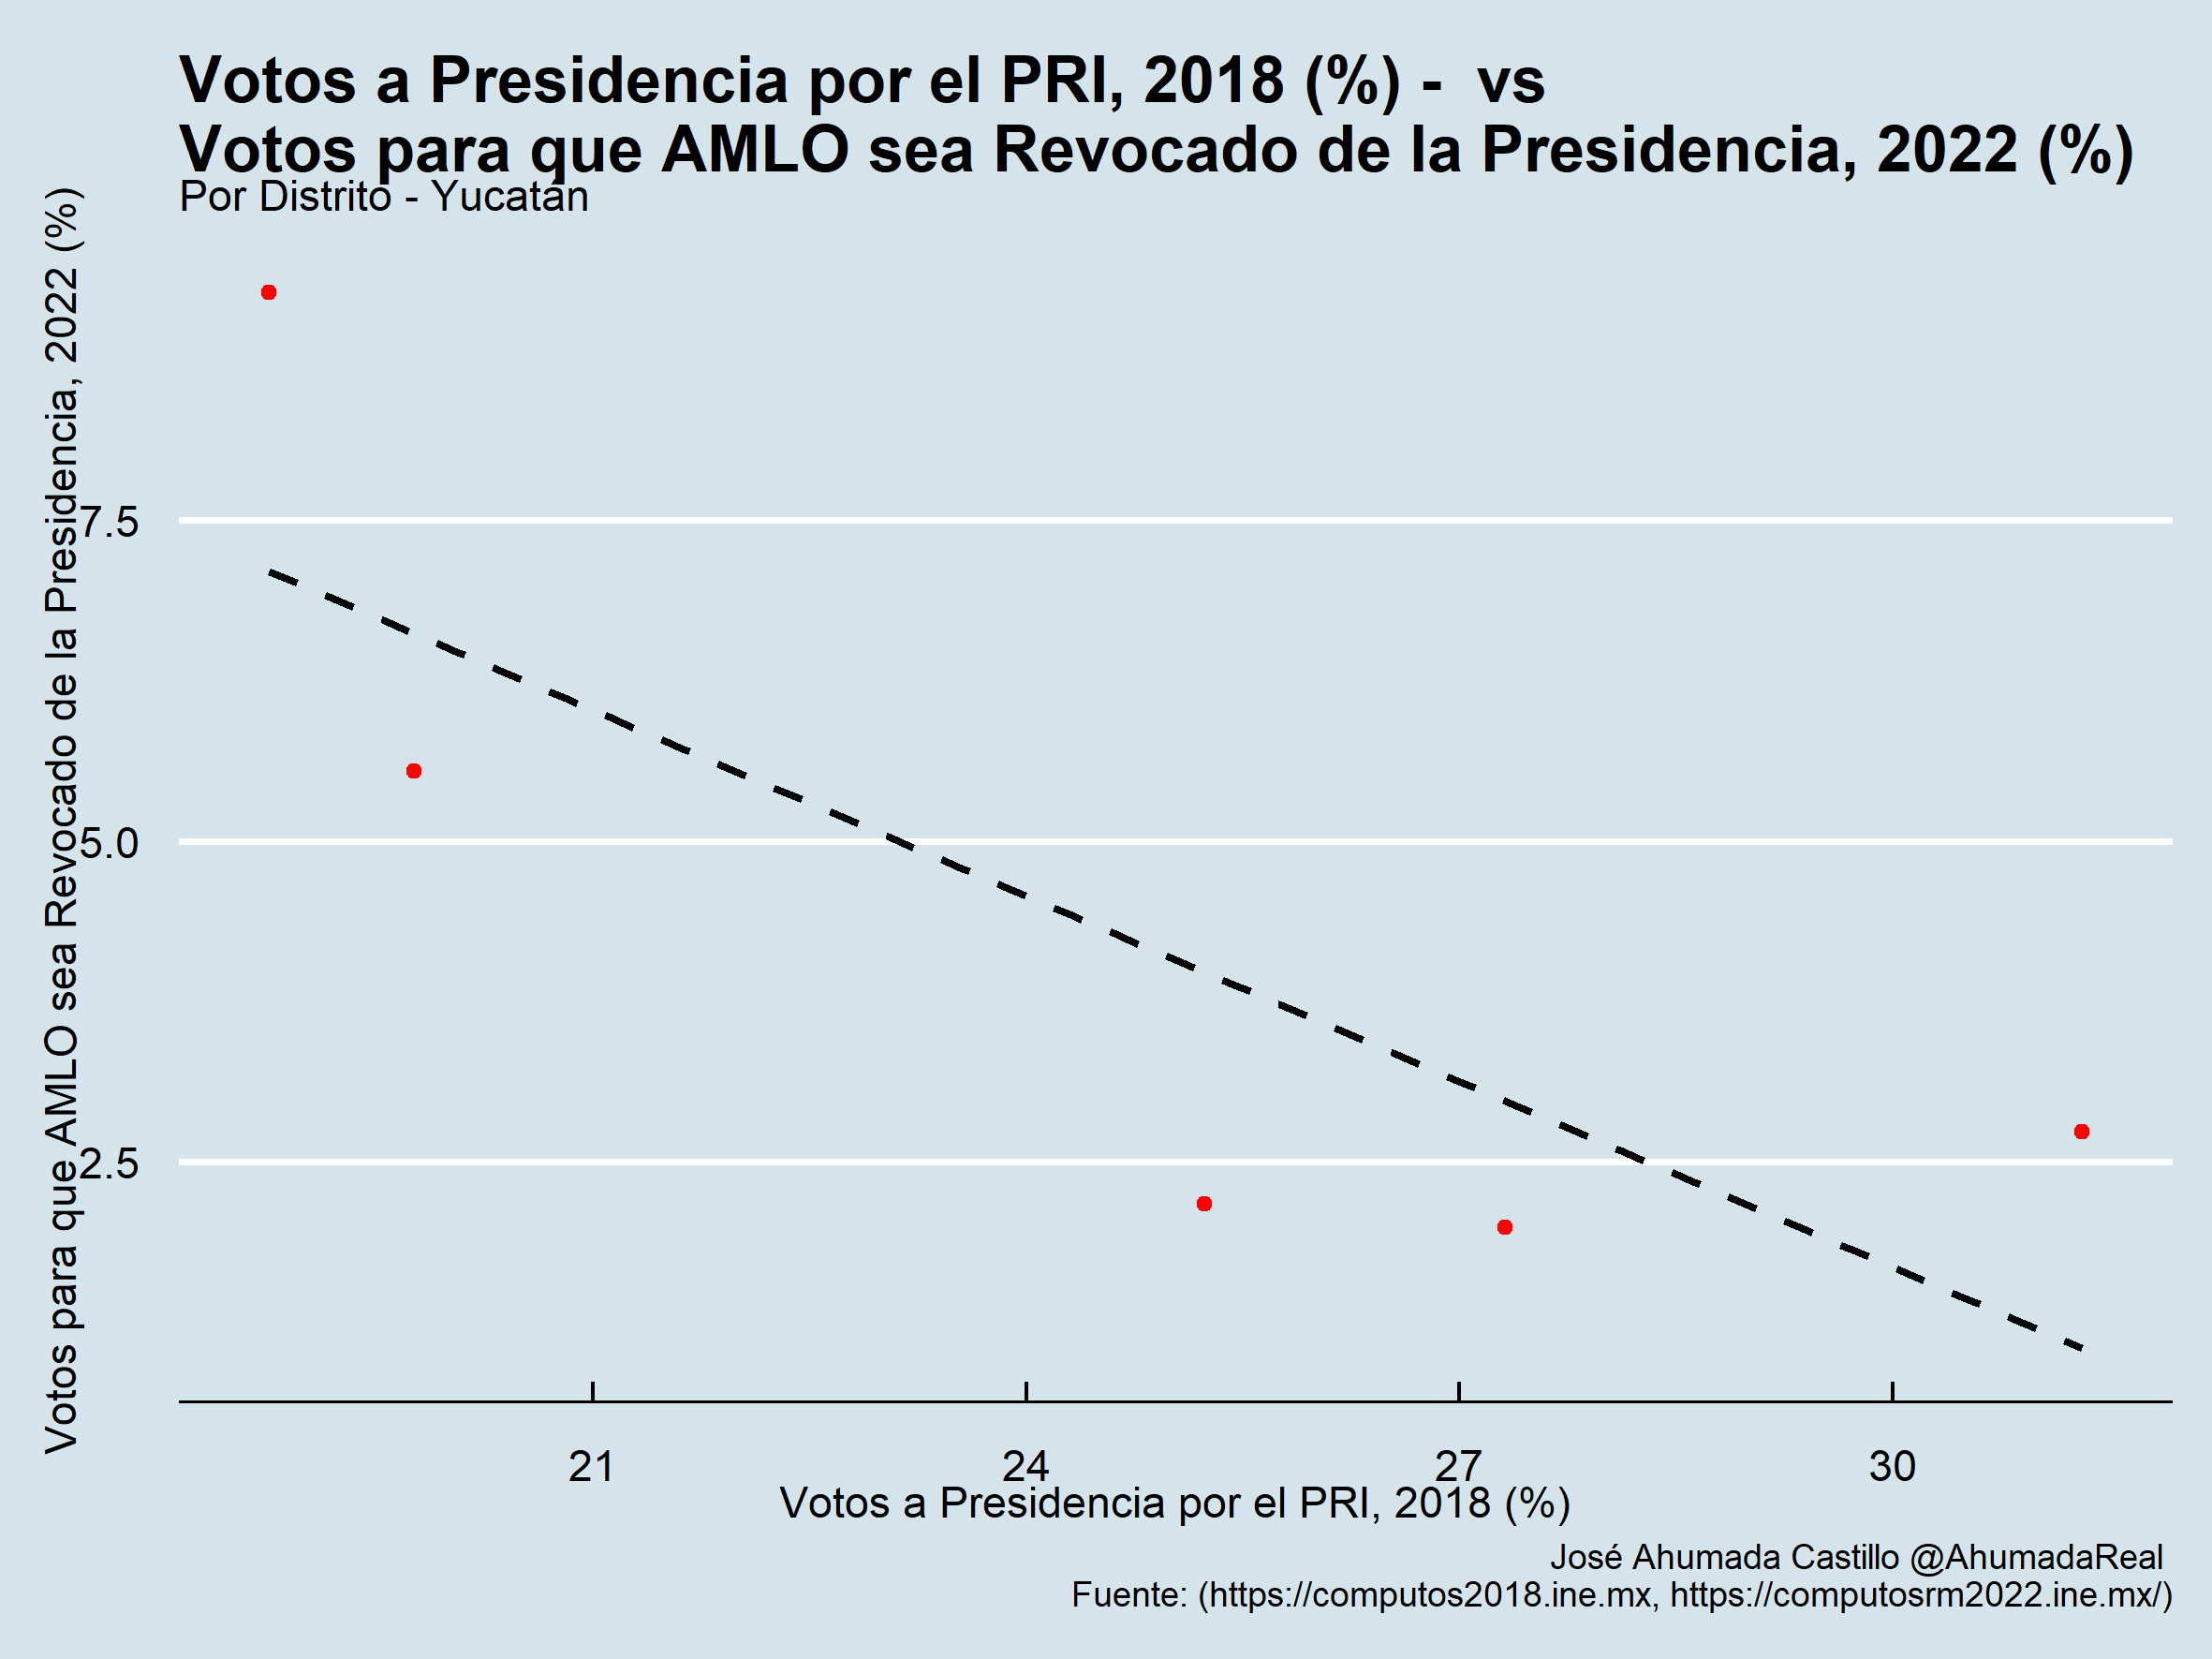 Votos a Presidencia por el PRI, 2018 (%) -  vs
Votos para que AMLO sea Revocado de la Presidencia, 2022 (%)
Por Distrito - Yucatán
Votos para que AMLO sea Revocado de la Presidencia, 2022 (%)
7.5
5.0
2.5
21
24
27
30
Votos a Presidencia por el PRI, 2018 (%)
José Ahumada Castillo @AhumadaReal
Fuente: (https://computos2018.ine.mx, https://computosrm2022.ine.mx/)